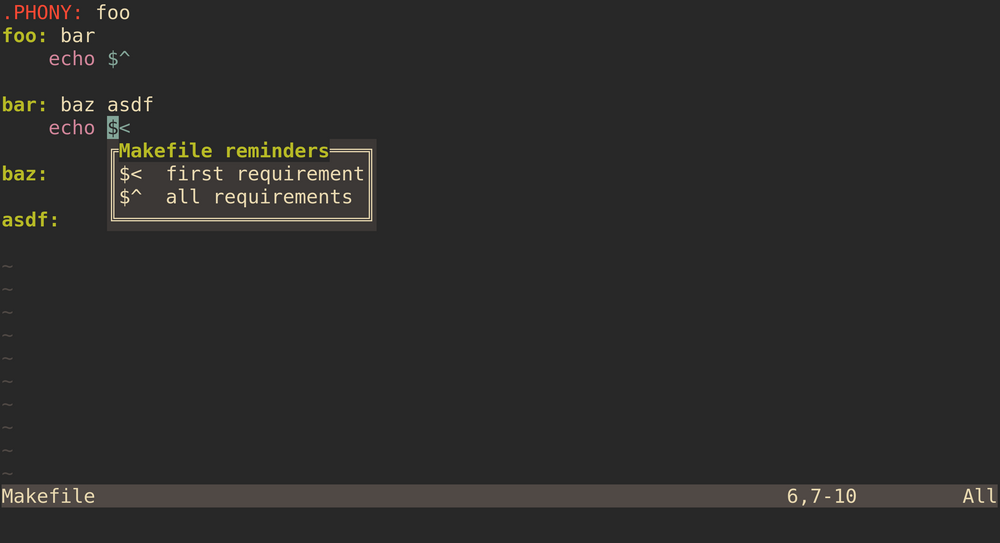 .PHONY: foo
foo: bar
    echo $^
bar: baz asdf
    echo $<
Makefile reminders
baz:
$<  first requirement
$^  all requirements
asdf:
~
~
~
~
~
~
~
~
~
~
Makefile 6,7-10 All